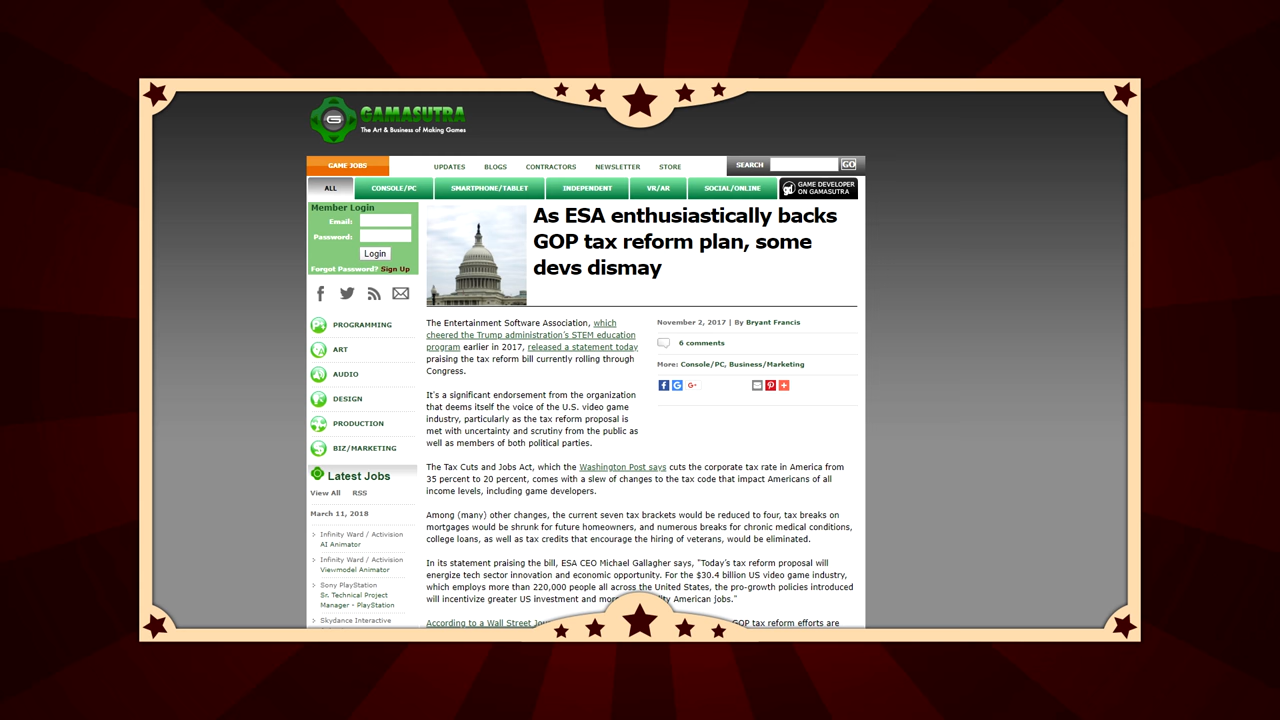 GAMASUTRA
The Art & Business of Making Games
GAME JOBS
UPDATES BLOGS CONTRACTORS NEWSLETTER STORE
SEARCH GO
ALL CONSOLE/PC SMARTPHONE/TABLET INDEPENDENT VR/AR SOCIAL/ONLINE
GAME DEVELOPER
ON GAMASUTRA
Member Login
Email:
Password:
Login
Forgot Password? Sign Up
PROGRAMMING
ART
AUDIO
DESIGN
PRODUCTION
BIZ/MARKETING
Latest Jobs
View All RSS
March 11, 2018
Infinity Ward / Activision
AI Animator
Infinity Ward / Activision
Viewmodel Animator
Sony PlayStation
Sr. Technical Project
Manager - PlayStation
Skydance Interactive
As ESA enthusiastically backs
GOP tax reform plan, some
devs dismay
The Entertainment Software Association, which
cheered the Trump administration's STEM education
program earlier in 2017, released a statement today
praising the tax reform bill currently rolling through
Congress.
It's a significant endorsement from the organization
that deems itself the voice of the U.S. video game
industry, particularly as the tax reform proposal is
met with uncertainty and scrutiny from the public as
well as members of both political parties.
November 2, 2017 | By Bryant Francis
6 comments
More: Console/PC, Business/Marketing
The Tax Cuts and Jobs Act, which the Washington Post says cuts the corporate tax rate in America from
35 percent to 20 percent, comes with a slew of changes to the tax code that impact Americans of all
income levels, including game developers.
Among (many) other changes, the current seven tax brackets would be reduced to four, tax breaks on
mortgages would be shrunk for future homeowners, and numerous breaks for chronic medical conditions,
college loans, as well as tax credits that encourage the hiring of veterans, would be eliminated.
In its statement praising the bill, ESA CEO Michael Gallagher says, "Today's tax reform proposal will
energize tech sector innovation and economic opportunity. For the $30.4 billion US video game industry,
which employs more than 220,000 people all across the United States, the pro-growth policies introduced
will incentivize greater US investment and American jobs."
According to a Wall Street GOP tax reform efforts are